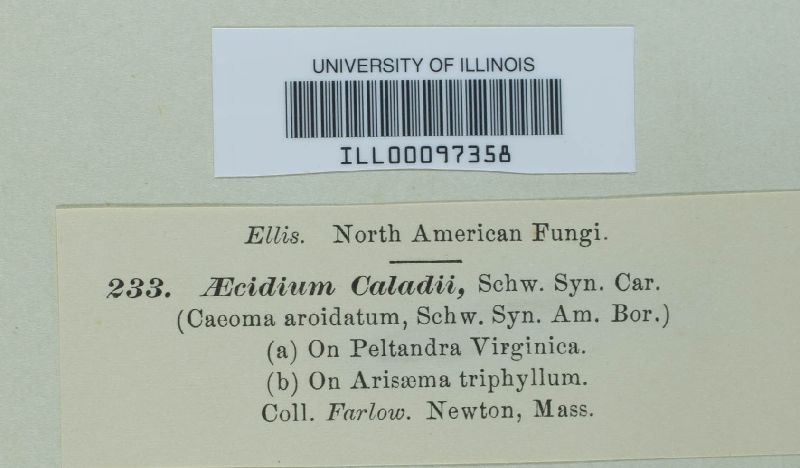 UNIVERSITY OF ILLINOIS
ILL00097358
Ellis. North American Fungi.
233. Æcidium Caladii, Schw. Syn. Car.
(Caeoma aroidatum, Schw. Syn. Am. Bor.)
(a) On Peltandra Virginica.
(b) On Arisæma triphyllum.
Coll. Farlow. Newton, Mass.